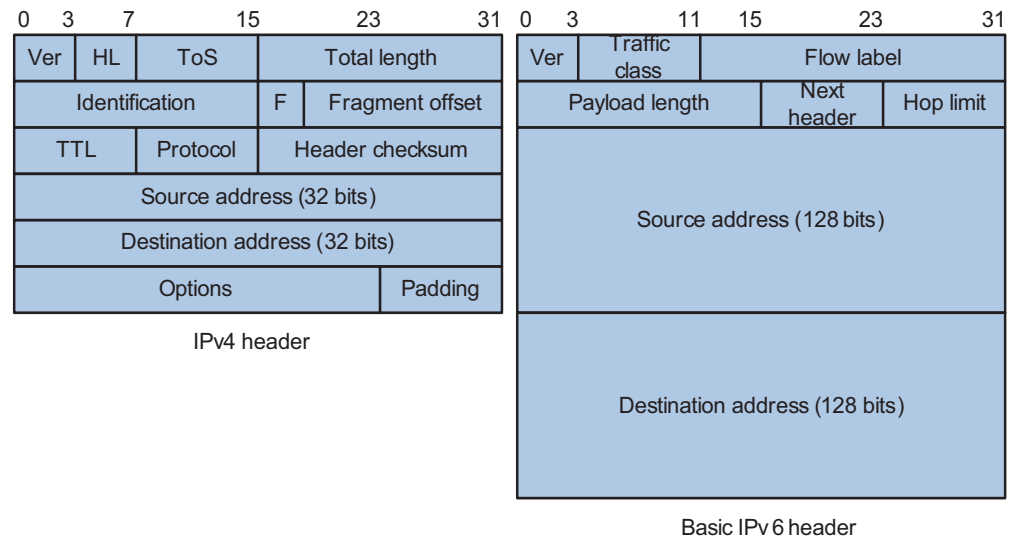 0 3 7 15 23 31
Ver HL ToS Total length
Identification F Fragment offset
TTL Protocol Header checksum
Source address (32 bits)
Destination address (32 bits)
Options Padding
IPv4 header
0 3 11 15 23 31
Ver Traffic class Flow label
Payload length Next header Hop limit
Source address (128 bits)
Destination address (128 bits)
Basic IPv6 header